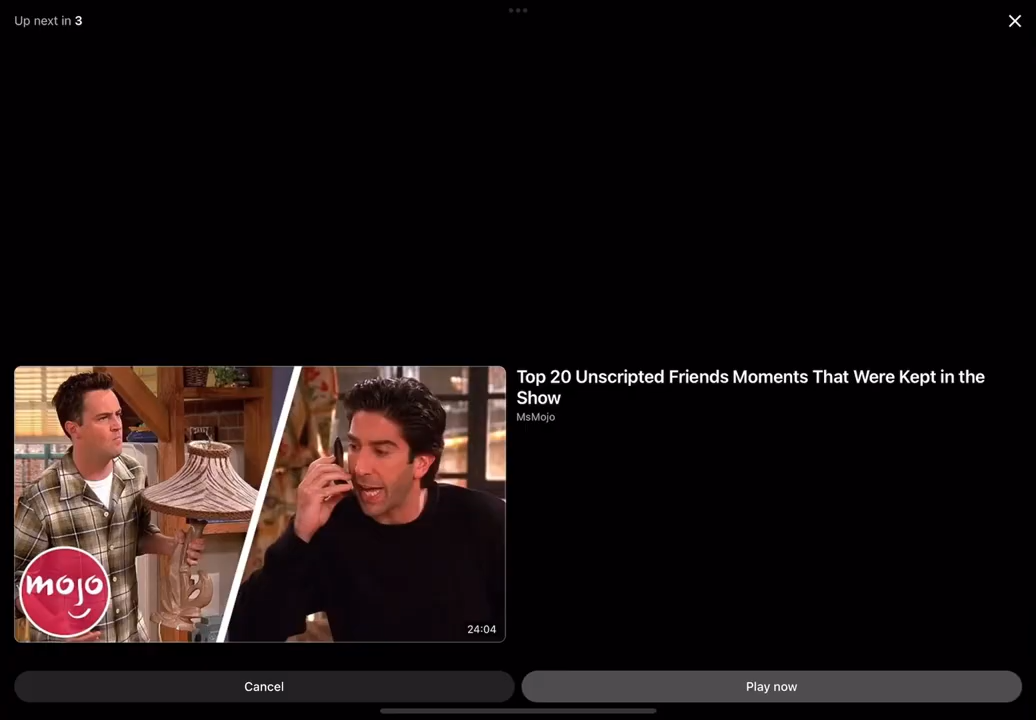 Up next in 3
Top 20 Unscripted Friends Moments That Were Kept in the
Show
MsMojo
mojo
24:04
Cancel
Play now